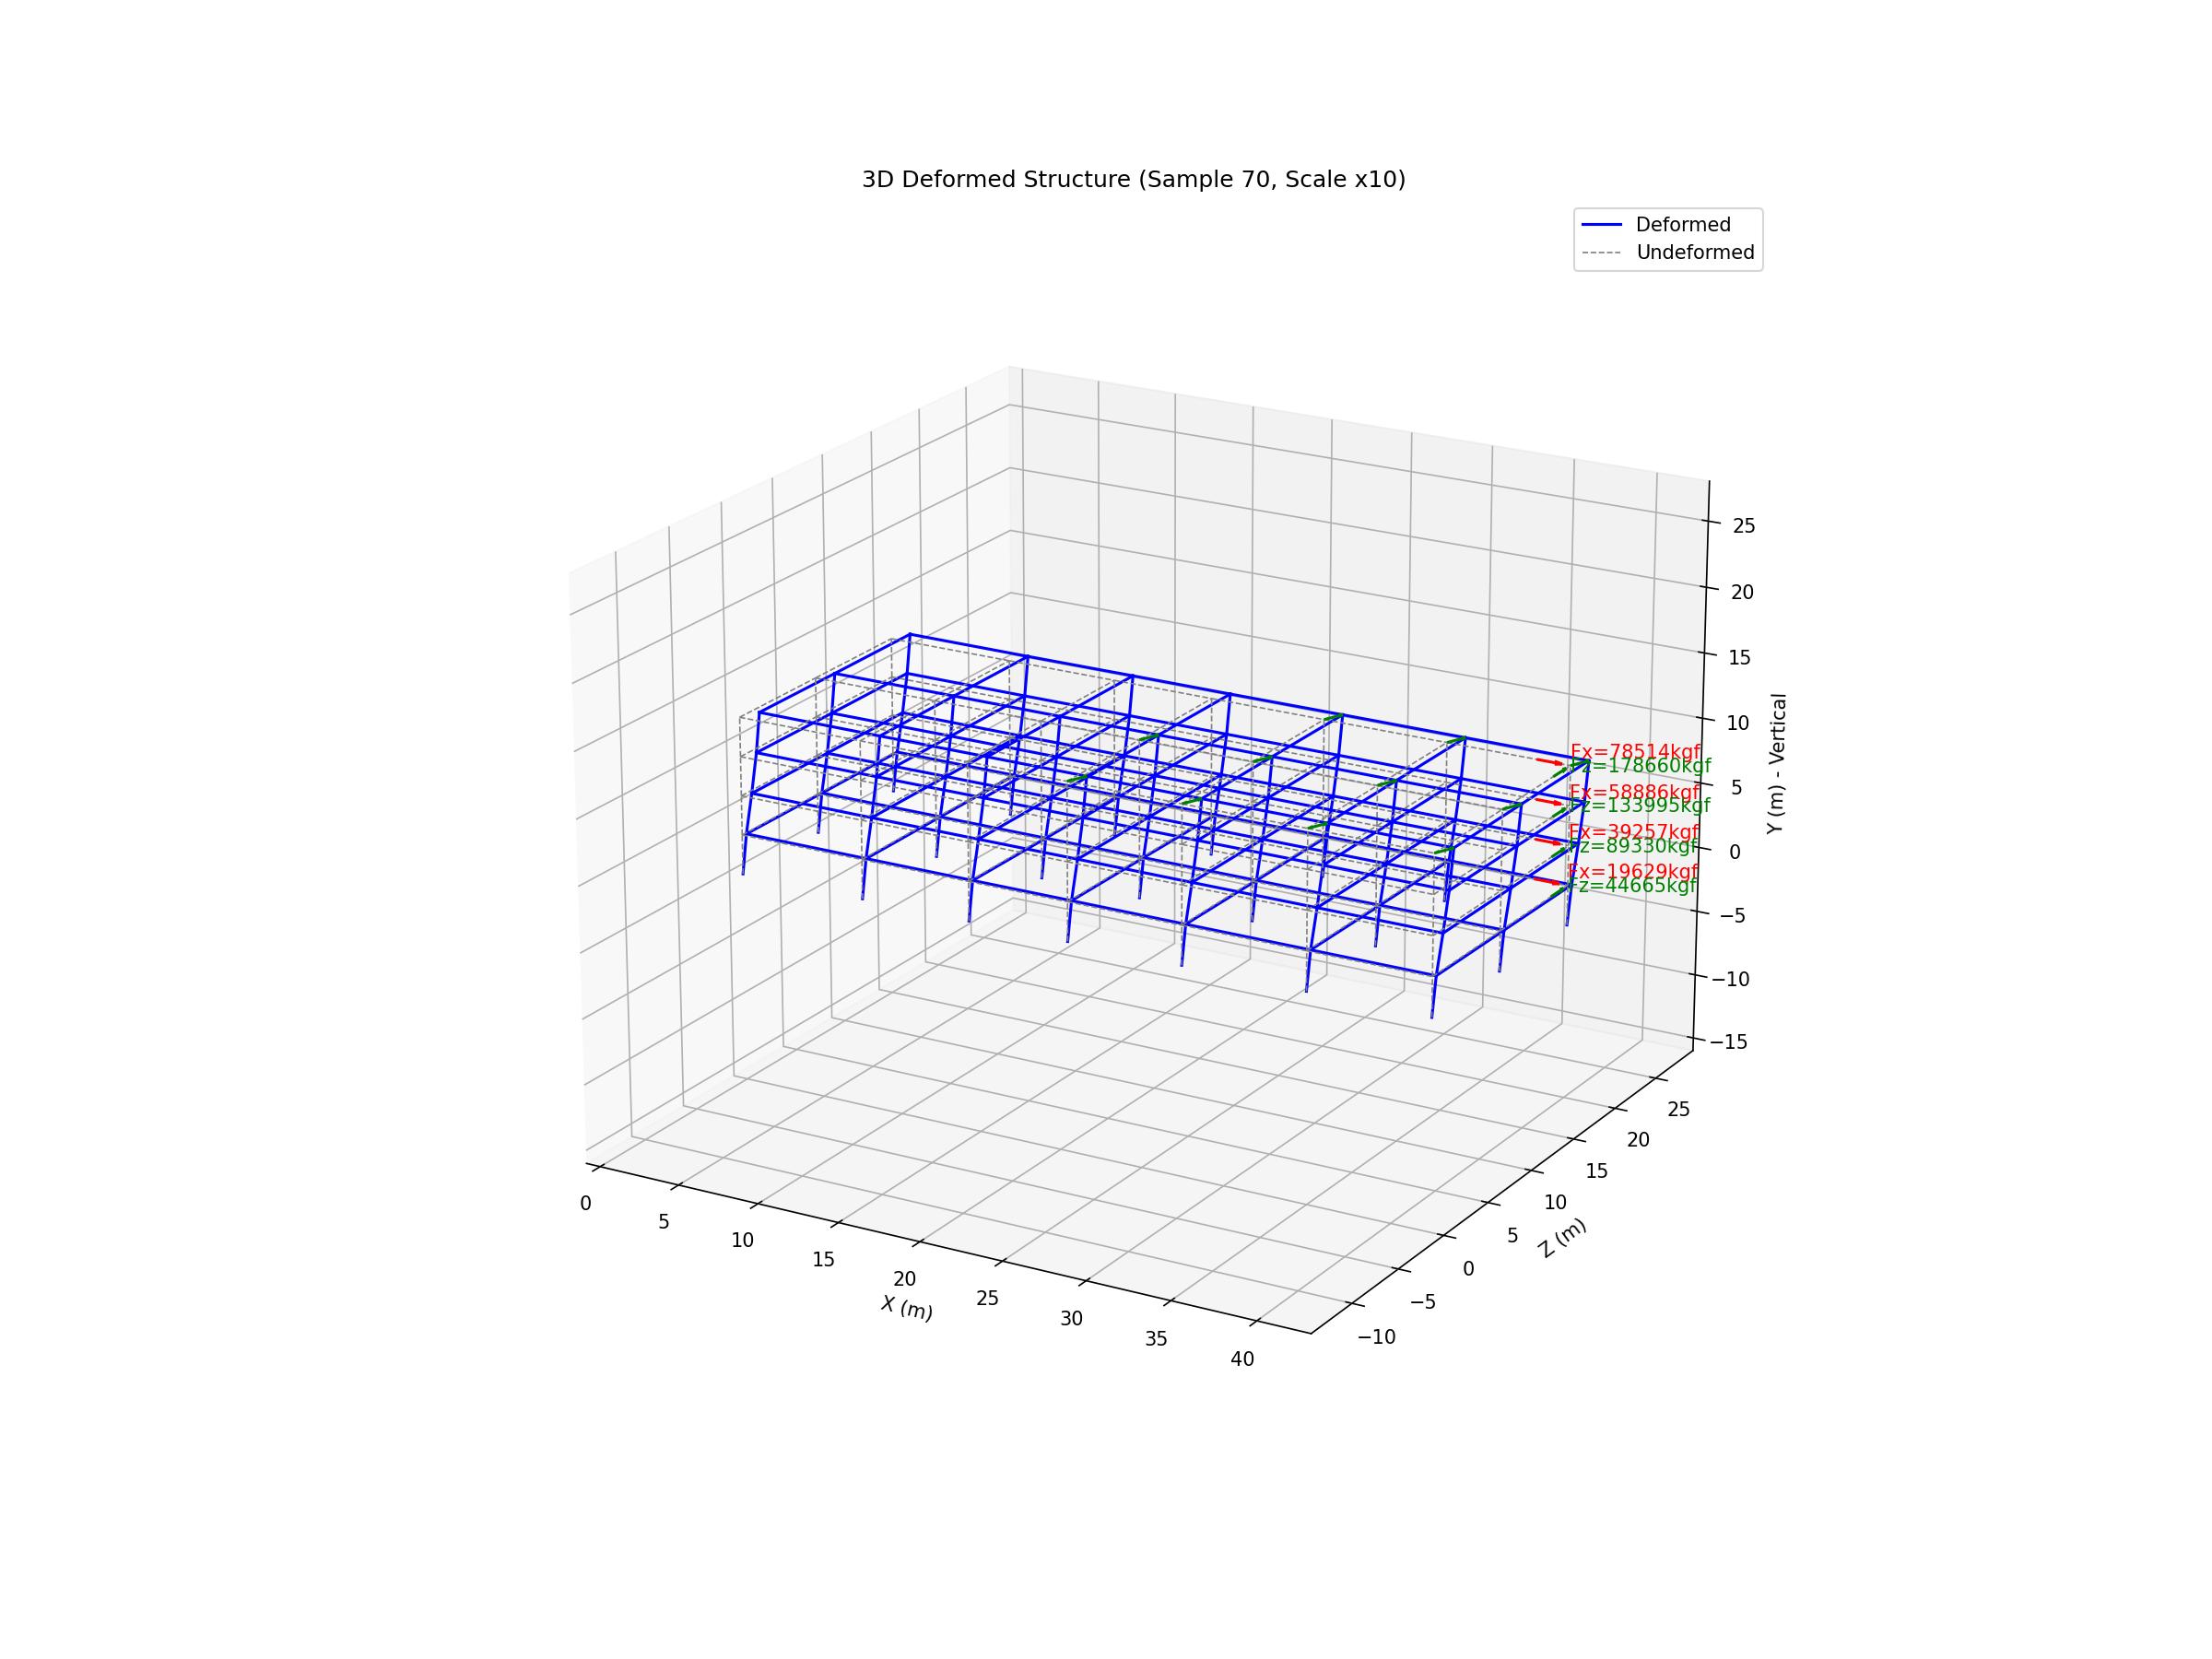 3D Deformed Structure (Sample 70, Scale x10)
Deformed
Undeformed
Fx=78514kgf
Fz=178660kgf
Fx=58886kgf
Fz=133995kgf
Fx=39257kgf
Fz=89330kgf
Fx=19629kgf
Fz=44665kgf
25
20
15
10
5
0
−5
−10
−15
Y (m) - Vertical
25
20
15
10
5
0
−5
−10
Z (m)
0
5
10
15
20
25
30
35
40
X (m)